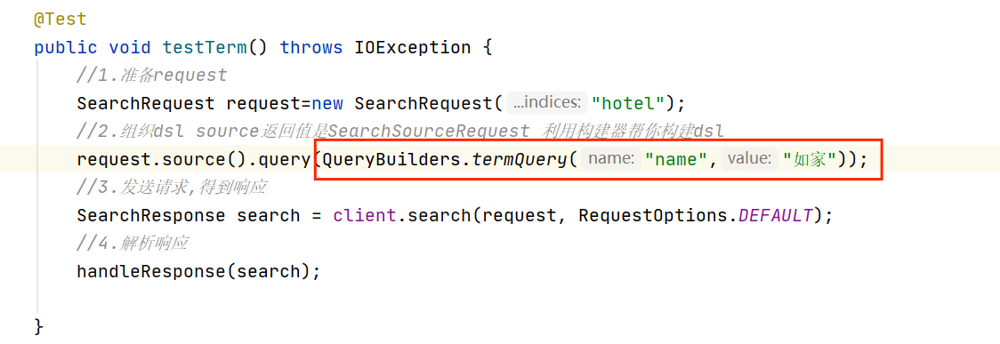 @Test
public void testTerm() throws IOException {
//1.准备request
SearchRequest request=new SearchRequest( ...indices: "hotel");
//2.组织dsl source返回值是SearchSourceRequest 利用构建器帮你构建dsl
request.source().query(QueryBuilders.termQuery( name: "name", value: "如家"));
//3.发送请求,得到响应
SearchResponse search = client.search(request, RequestOptions.DEFAULT);
//4.解析响应
handleResponse(search);
}